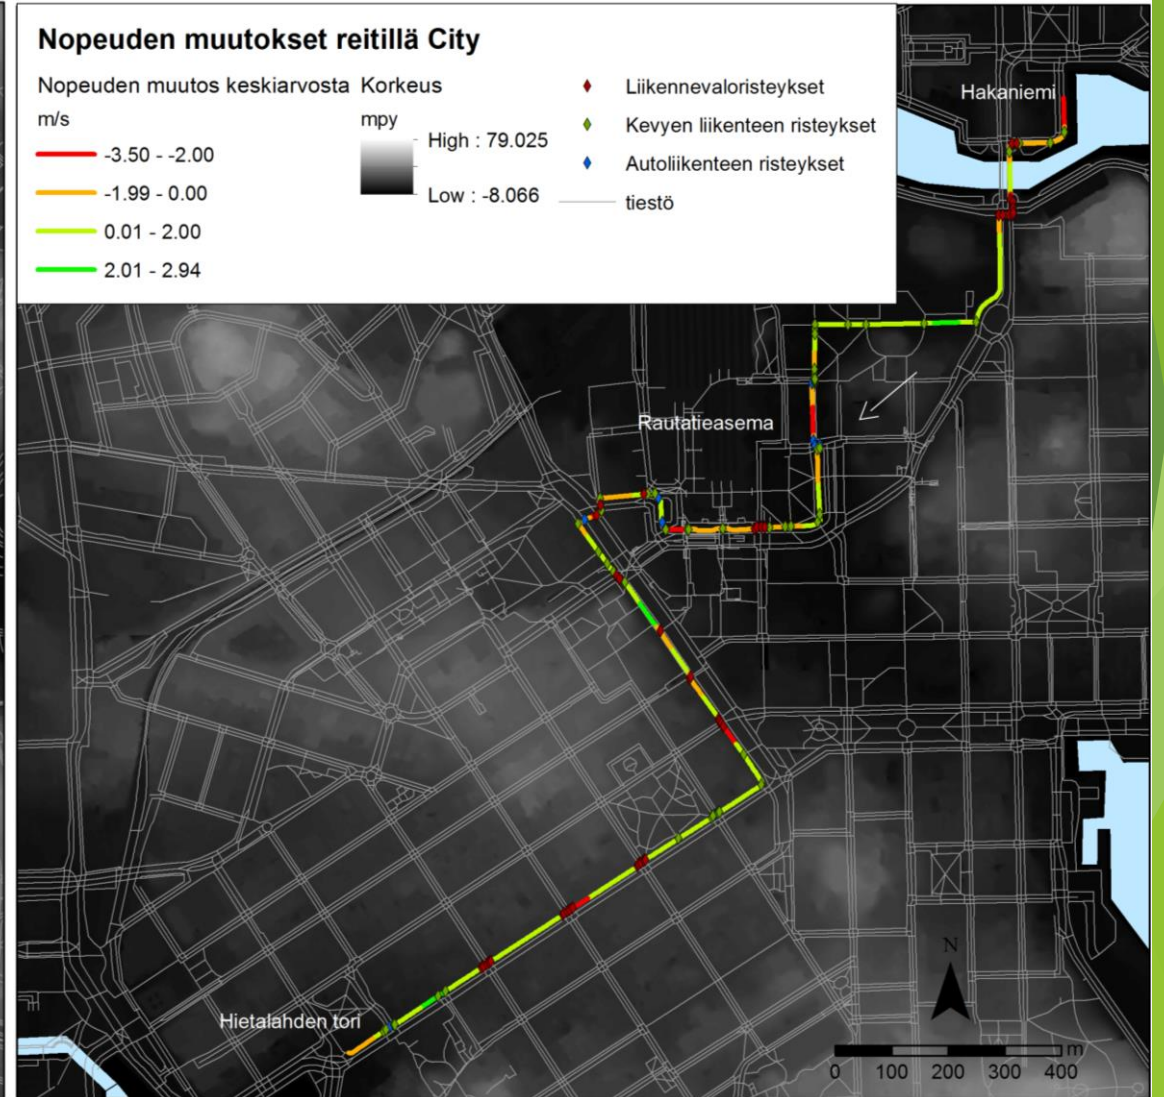 Nopeuden muutokset reitillä City
Nopeuden muutos keskiarvosta
m/s
-3.50 - -2.00
-1.99 - 0.00
0.01 - 2.00
2.01 - 2.94
Korkeus
mpy
High : 79.025
Low : -8.066
Liikennevaloristeykset
Kevyen liikenteen risteykset
Autoliikenteen risteykset
tiestö
Hakaniemi
Rautatieasema
Hietalahden tori
N
m
0 100 200 300 400